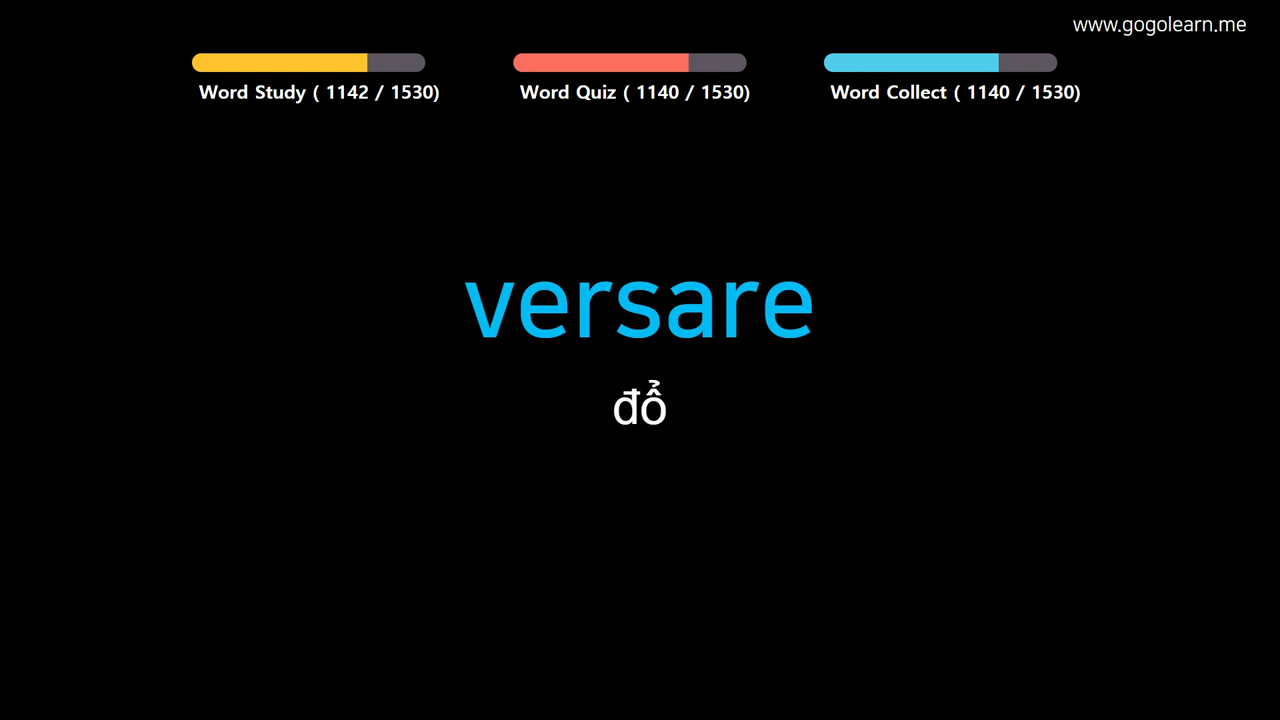 www.gogolearn.me
Word Study ( 1142 / 1530)
Word Quiz ( 1140 / 1530)
Word Collect ( 1140 / 1530)
versare
đổ